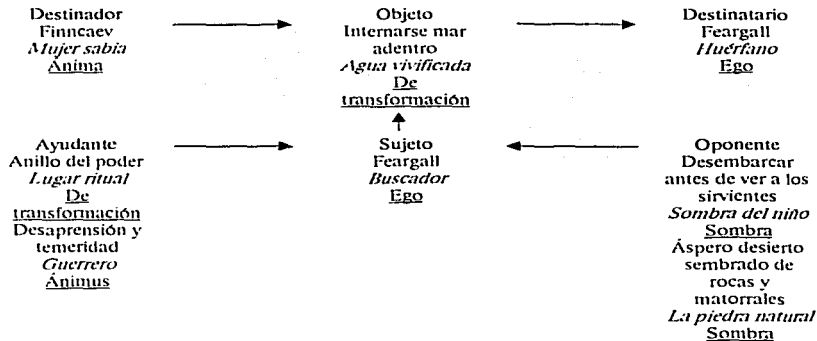 Destinador
Finncaev
Mujer sabia
Ánima
Objeto
Internarse mar
adentro
Agua vivificada
De
transformación
Destinatario
Feargall
Huérfano
Ego
Ayudante
Anillo del poder
Lugar ritual
De
transformación
Desaprensión y
temeridad
Guerrero
Ánimus
Sujeto
Feargall
Buscador
Ego
Oponente
Desembarcar
antes de ver a los
sirvientes
Sombra del niño
Sombra
Áspero desierto
sembrado de
rocas y
matorrales
La piedra natural
Sombra